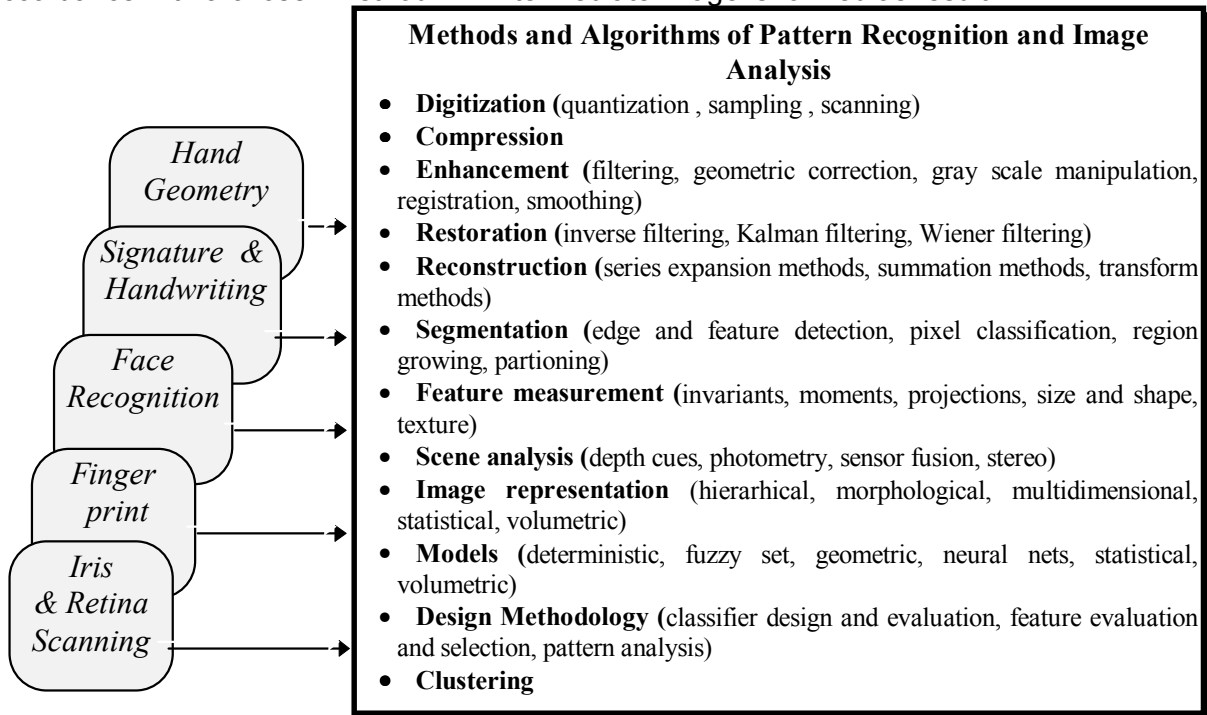 Methods and Algorithms of Pattern Recognition and Image
Analysis
• Digitization (quantization , sampling , scanning)
• Compression
• Enhancement (filtering, geometric correction, gray scale manipulation,
registration, smoothing)
• Restoration (inverse filtering, Kalman filtering, Wiener filtering)
• Reconstruction (series expansion methods, summation methods, transform
methods)
• Segmentation (edge and feature detection, pixel classification, region
growing, partioning)
• Feature measurement (invariants, moments, projections, size and shape,
texture)
• Scene analysis (depth cues, photometry, sensor fusion, stereo)
• Image representation (hierarhical, morphological, multidimensional,
statistical, volumetric)
• Models (deterministic, fuzzy set, geometric, neural nets, statistical,
volumetric)
• Design Methodology (classifier design and evaluation, feature evaluation
and selection, pattern analysis)
• Clustering
Hand
Geometry
Signature &
Handwriting
Face
Recognition
Finger
print
Iris
& Retina
Scanning